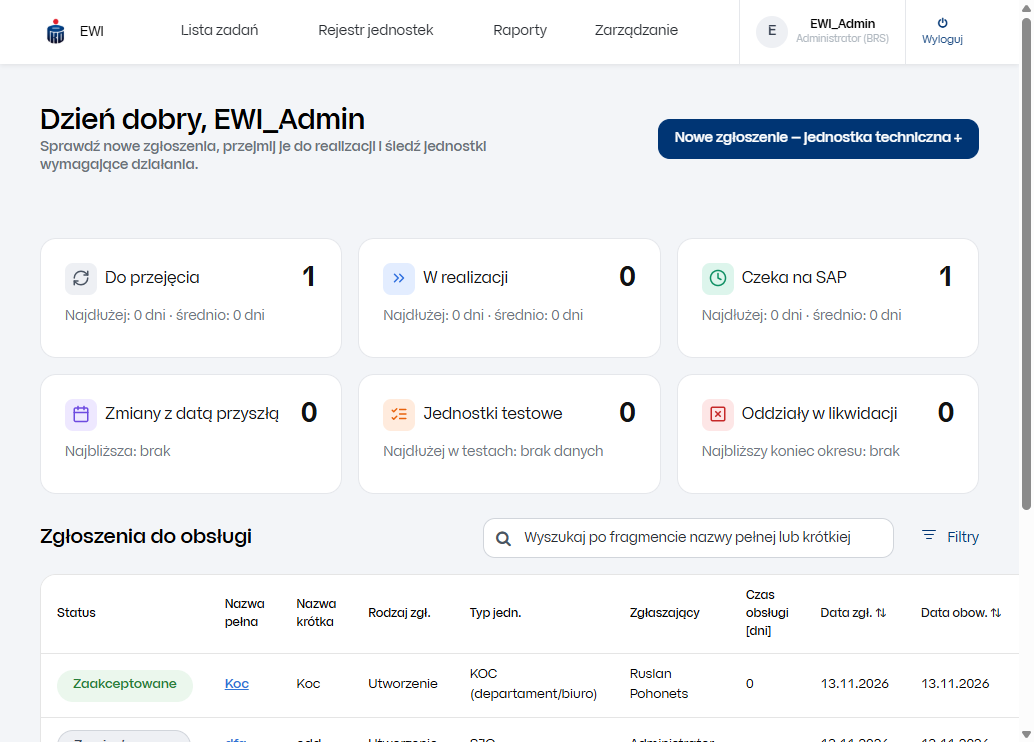 EWI
Lista zadań
Rejestr jednostek
Raporty
Zarządzanie
E
EWI_Admin
Administrator (BRS)
Wyloguj
Dzień dobry, EWI_Admin
Sprawdź nowe zgłoszenia, przejmij je do realizacji i śledź jednostki
wymagające działania.
Nowe zgłoszenie – jednostka techniczna +
Do przejęcia 1
Najdłużej: 0 dni · średnio: 0 dni
W realizacji 0
Najdłużej: 0 dni · średnio: 0 dni
Czeka na SAP 1
Najdłużej: 0 dni · średnio: 0 dni
Zmiany z datą przyszłą 0
Najbliższa: brak
Jednostki testowe 0
Najdłużej w testach: brak danych
Oddziały w likwidacji 0
Najbliższy koniec okresu: brak
Zgłoszenia do obsługi
Wyszukaj po fragmencie nazwy pełnej lub krótkiej
Filtry
Status
Nazwa
pełna
Nazwa
krótka
Rodzaj zgł.
Typ jedn.
Zgłaszający
Czas
obsługi
[dni]
Data zgł. ⇅
Data obow. ⇅
Zaakceptowane
Koc
Koc
Utworzenie
KOC
(departament/biuro)
Ruslan
Pohonets
0
13.11.2026
13.11.2026